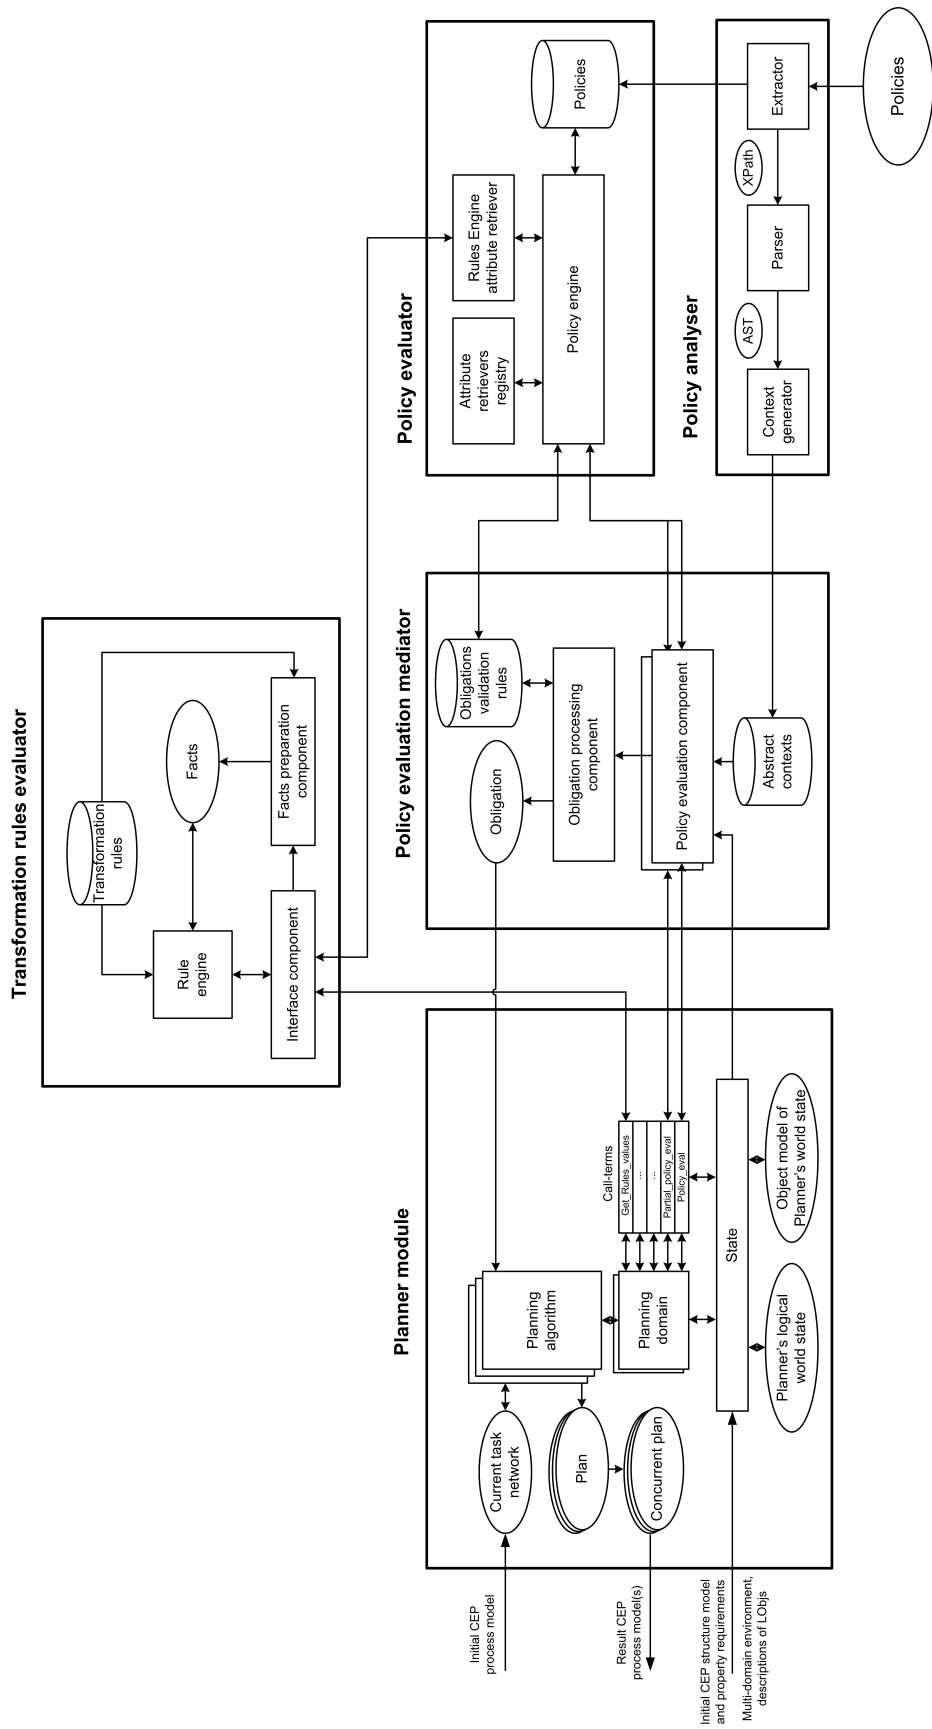 Transformation rules evaluator
Transformation
rules
Rule
engine
Facts
Interface component
Facts preparation
component
Planner module
Initial CEP
process model
Current task
network
Planning
algorithm
Plan
Result CEP
process model(s)
Concurrent plan
Planning
domain
Call-terms
Get_Rules_values
...
...
Partial_policy_eval
Policy_eval
Initial CEP structure model
and property requirements
Multi-domain environment,
descriptions of LObjs
State
Planner's logical
world state
Object model of
Planner's world state
Policy evaluation mediator
Obligation
Obligations
validation
rules
Obligation processing
component
Policy evaluation component
Abstract
contexts
Policy evaluator
Attribute
retrievers
registry
Rules Engine
attribute retriever
Policy engine
Policies
Policy analyser
Context
generator
AST
Parser
XPath
Extractor
Policies